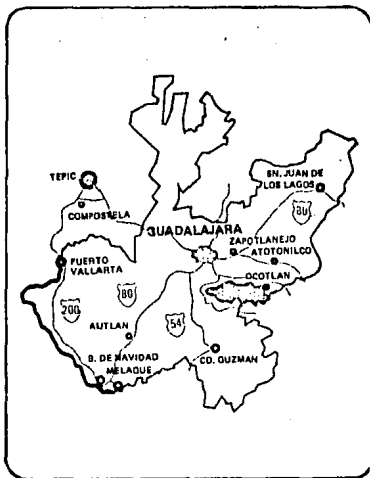 SN. JUAN DE
LOS LAGOS
TEPIC
80
COMPOSTELA
GUADALAJARA
ZAPOTLANEJO
ATOTONILCO
PUERTO
VALLARTA
OCOTLAN
80
200
54
AUTLAN
B. DE NAVIDAD
MELAQUE
CD. GUZMAN